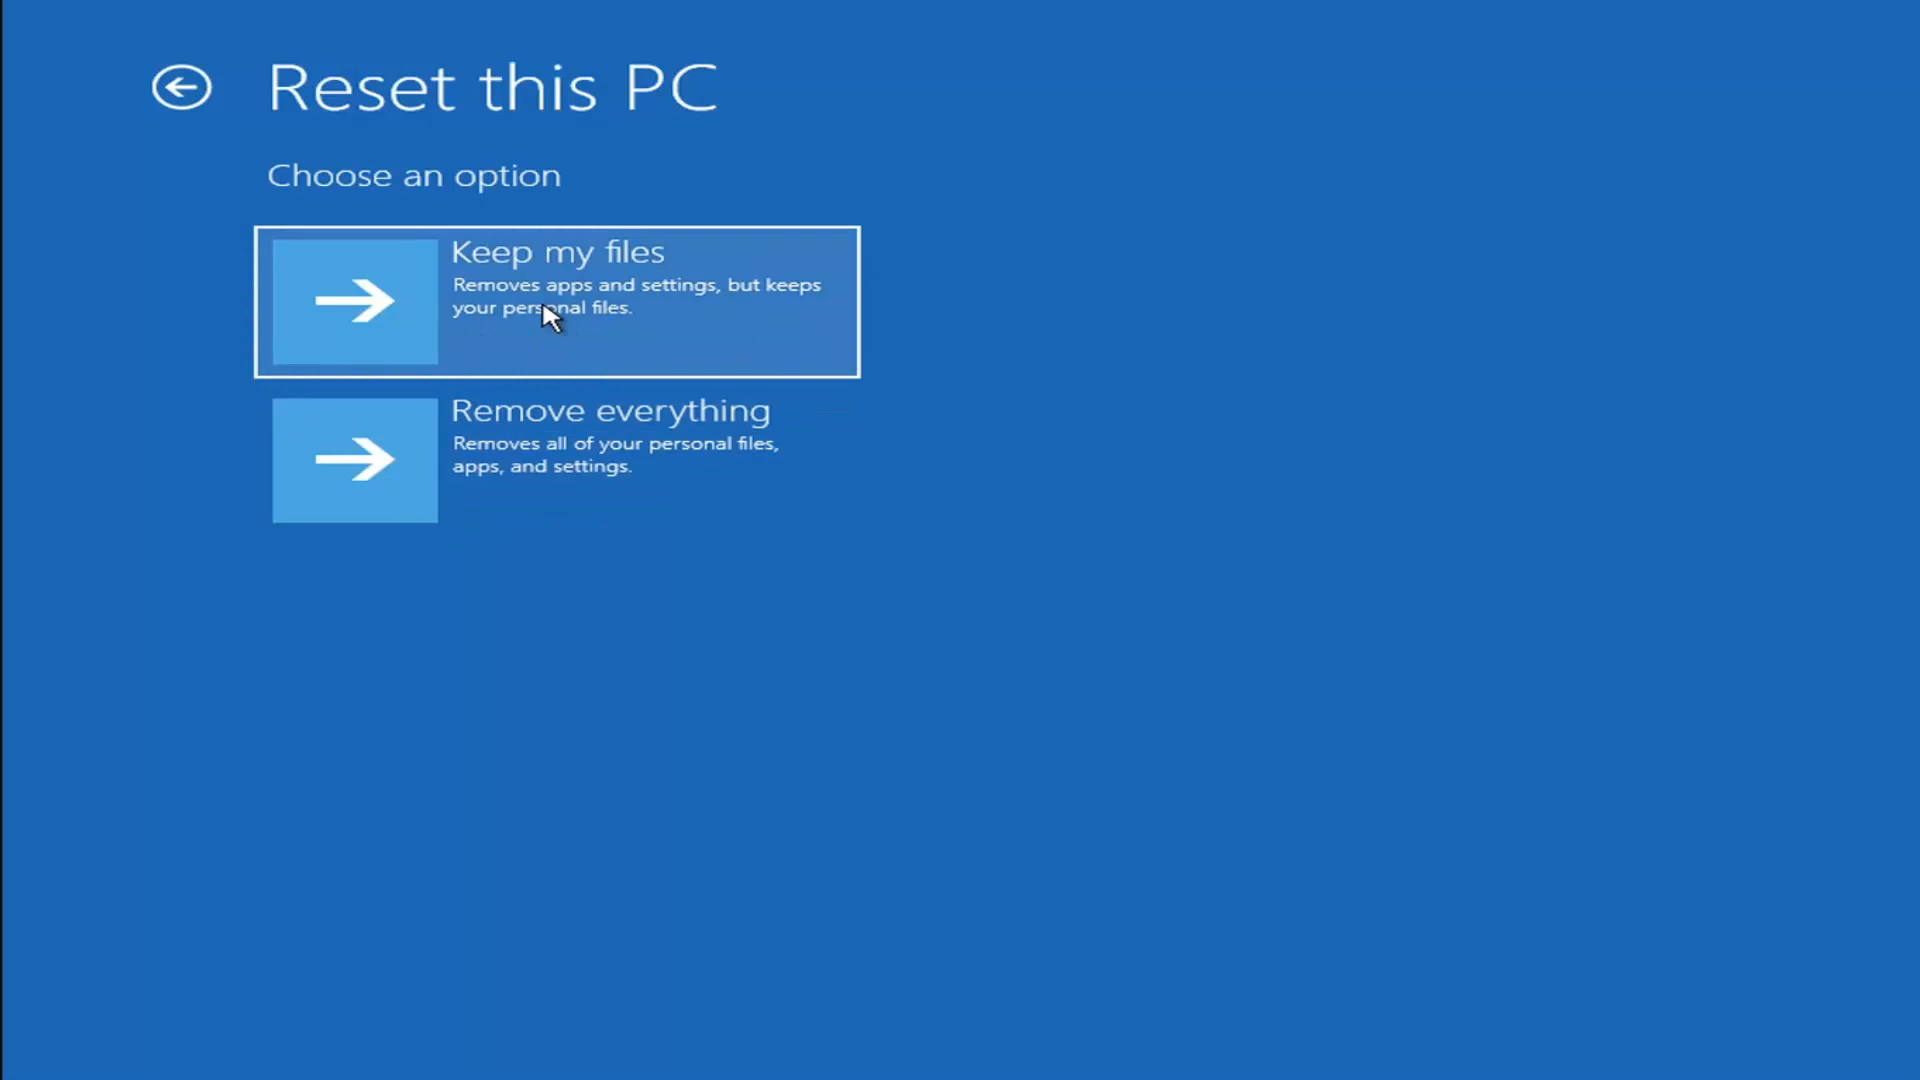 Reset this PC
Choose an option
Keep my files
Removes apps and settings, but keeps
your personal files.
Remove everything
Removes all of your personal files,
apps, and settings.